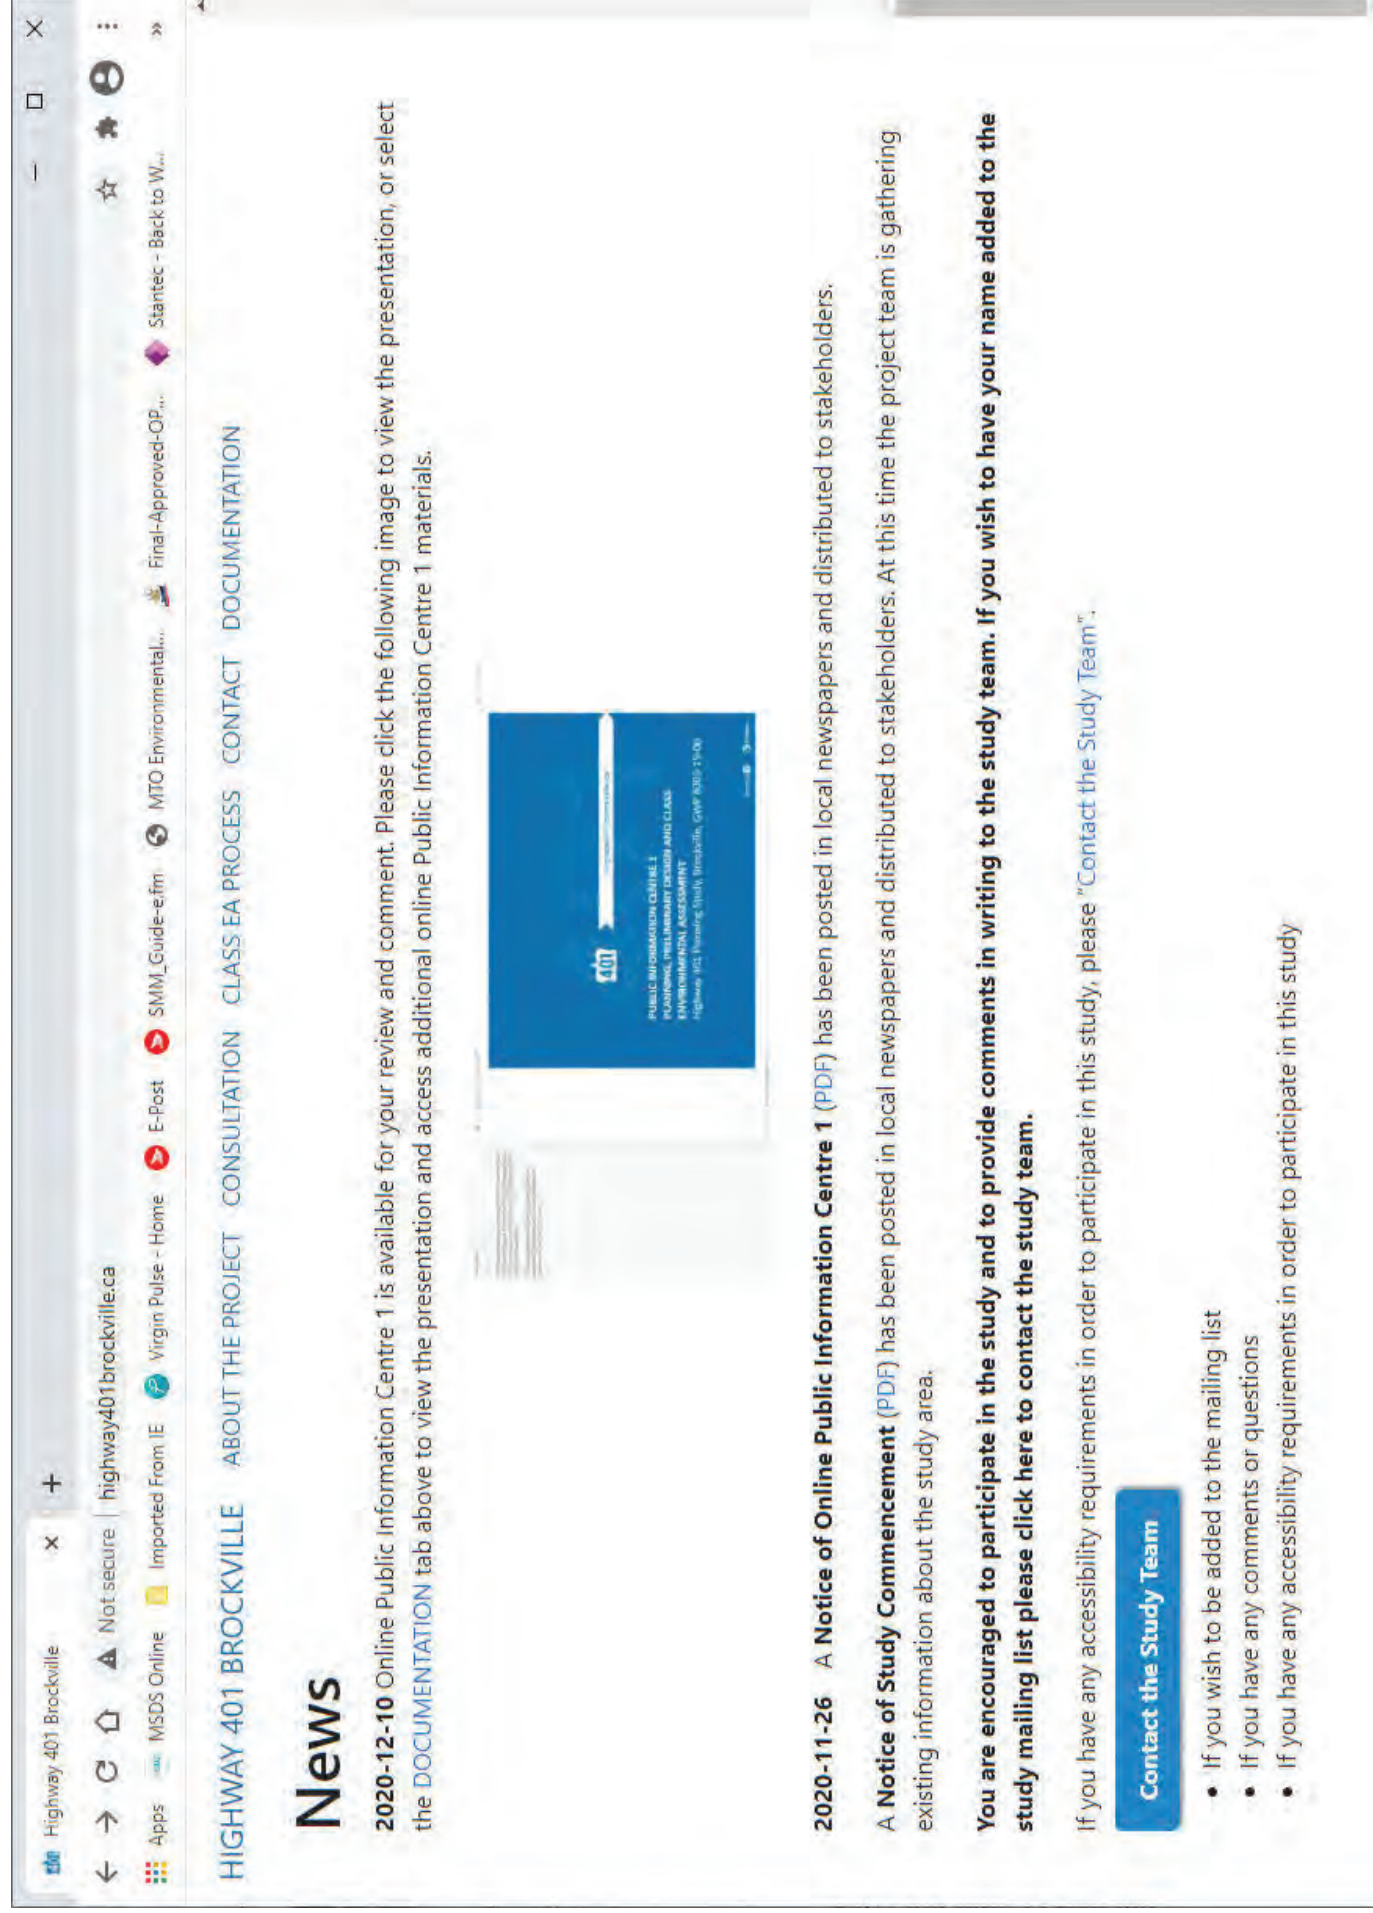 Highway 401 Brockville
Not secure | highway401brockville.ca
Apps MSDS Online Imported From IE Virgin Pulse - Home E-Post SMM_Guide-e.fm MTO Environmental... Final-Approved-OP... Stantec - Back to W... »
HIGHWAY 401 BROCKVILLE ABOUT THE PROJECT CONSULTATION CLASS EA PROCESS CONTACT DOCUMENTATION
News
2020-12-10 Online Public Information Centre 1 is available for your review and comment. Please click the following image to view the presentation, or select
the DOCUMENTATION tab above to view the presentation and access additional online Public Information Centre 1 materials.
401
PUBLIC INFORMATION CENTRE 1
PLANNING, PRELIMINARY DESIGN AND CLASS
ENVIRONMENTAL ASSESSMENT
Highway 401 Planning Study, Brockville, GWP
2020-11-26 A Notice of Online Public Information Centre 1 (PDF) has been posted in local newspapers and distributed to stakeholders.
A Notice of Study Commencement (PDF) has been posted in local newspapers and distributed to stakeholders. At this time the project team is gathering
existing information about the study area.
You are encouraged to participate in the study and to provide comments in writing to the study team. If you wish to have your name added to the
study mailing list please click here to contact the study team.
If you have any accessibility requirements in order to participate in this study, please "Contact the Study Team".
Contact the Study Team
• If you wish to be added to the mailing list
• If you have any comments or questions
• If you have any accessibility requirements in order to participate in this study